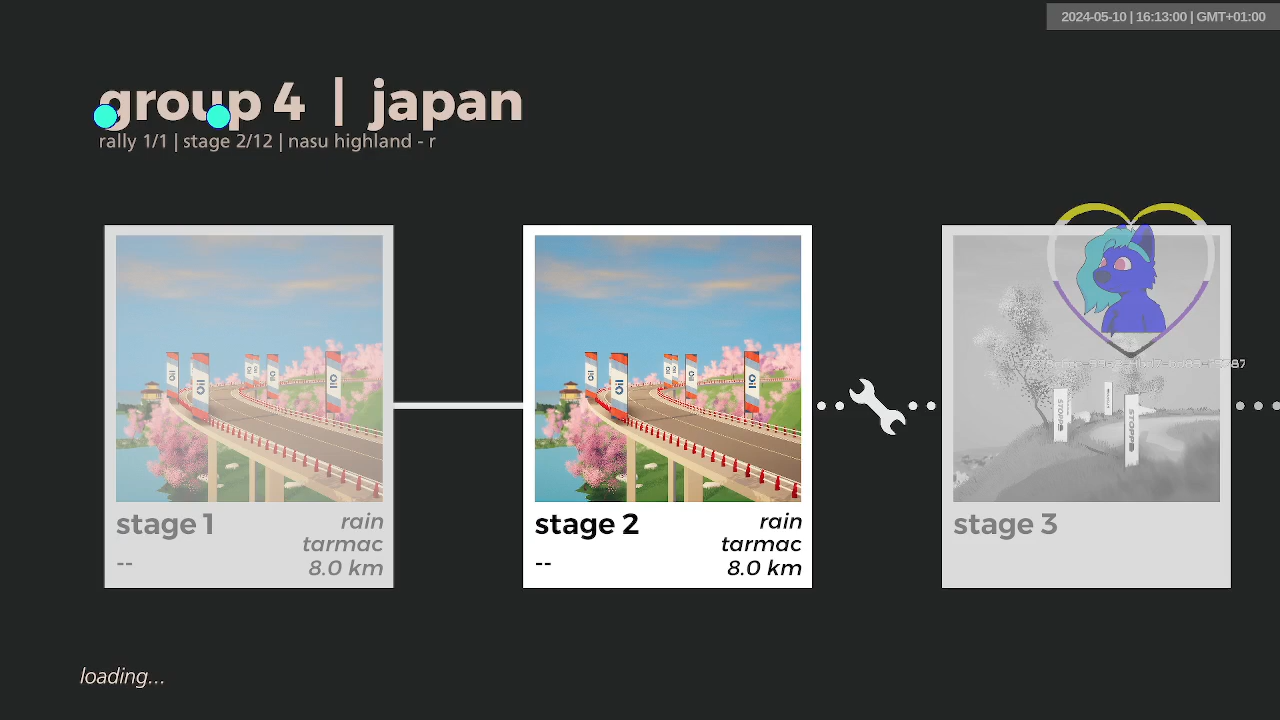 2024-05-10 | 16:13:00 | GMT+01:00
group 4 | japan
rally 1/1 | stage 2/12 | nasu highland - r
stage 1
rain
tarmac
--
8.0 km
stage 2
rain
tarmac
--
8.0 km
stage 3
loading...